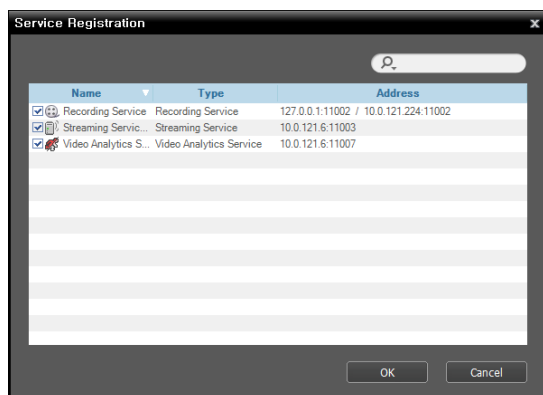 Service Registration x
Name Type Address
Recording Service Recording Service 127.0.0.1:11002 / 10.0.121.224:11002
Streaming Servic... Streaming Service 10.0.121.6:11003
Video Analytics S... Video Analytics Service 10.0.121.6:11007
OK Cancel